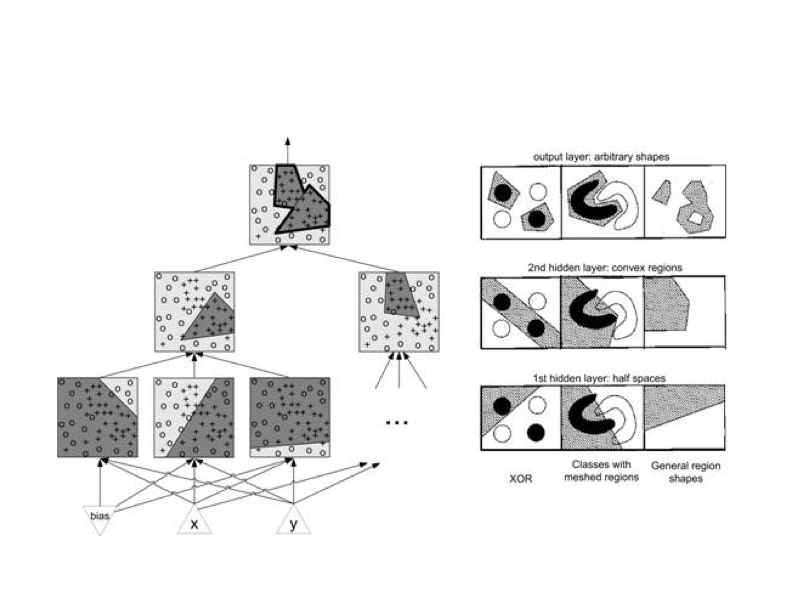 output layer: arbitrary shapes
2nd hidden layer: convex regions
1st hidden layer: half spaces
...
XOR
Classes with
meshed regions
General region
shapes
bias
x
y